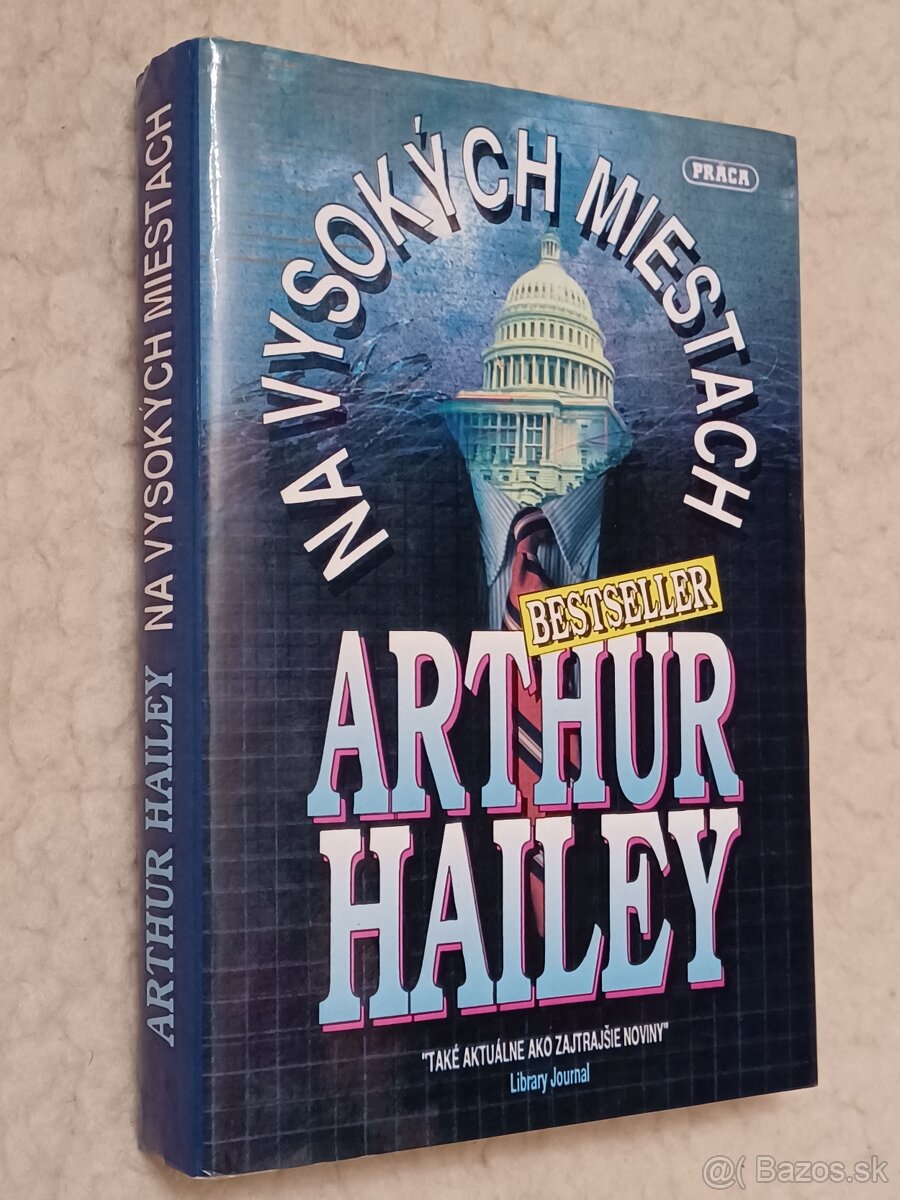 ARTHUR HAILEY NA VYSOKÝCH MIESTACH
PRÁCA
NA VYSOKÝCH MIESTACH
BESTSELLER
ARTHUR
HAILEY
"TAKÉ AKTUÁLNE AKO ZAJTRAJŠIE NOVINY"
Library Journal
@( Bazos.sk